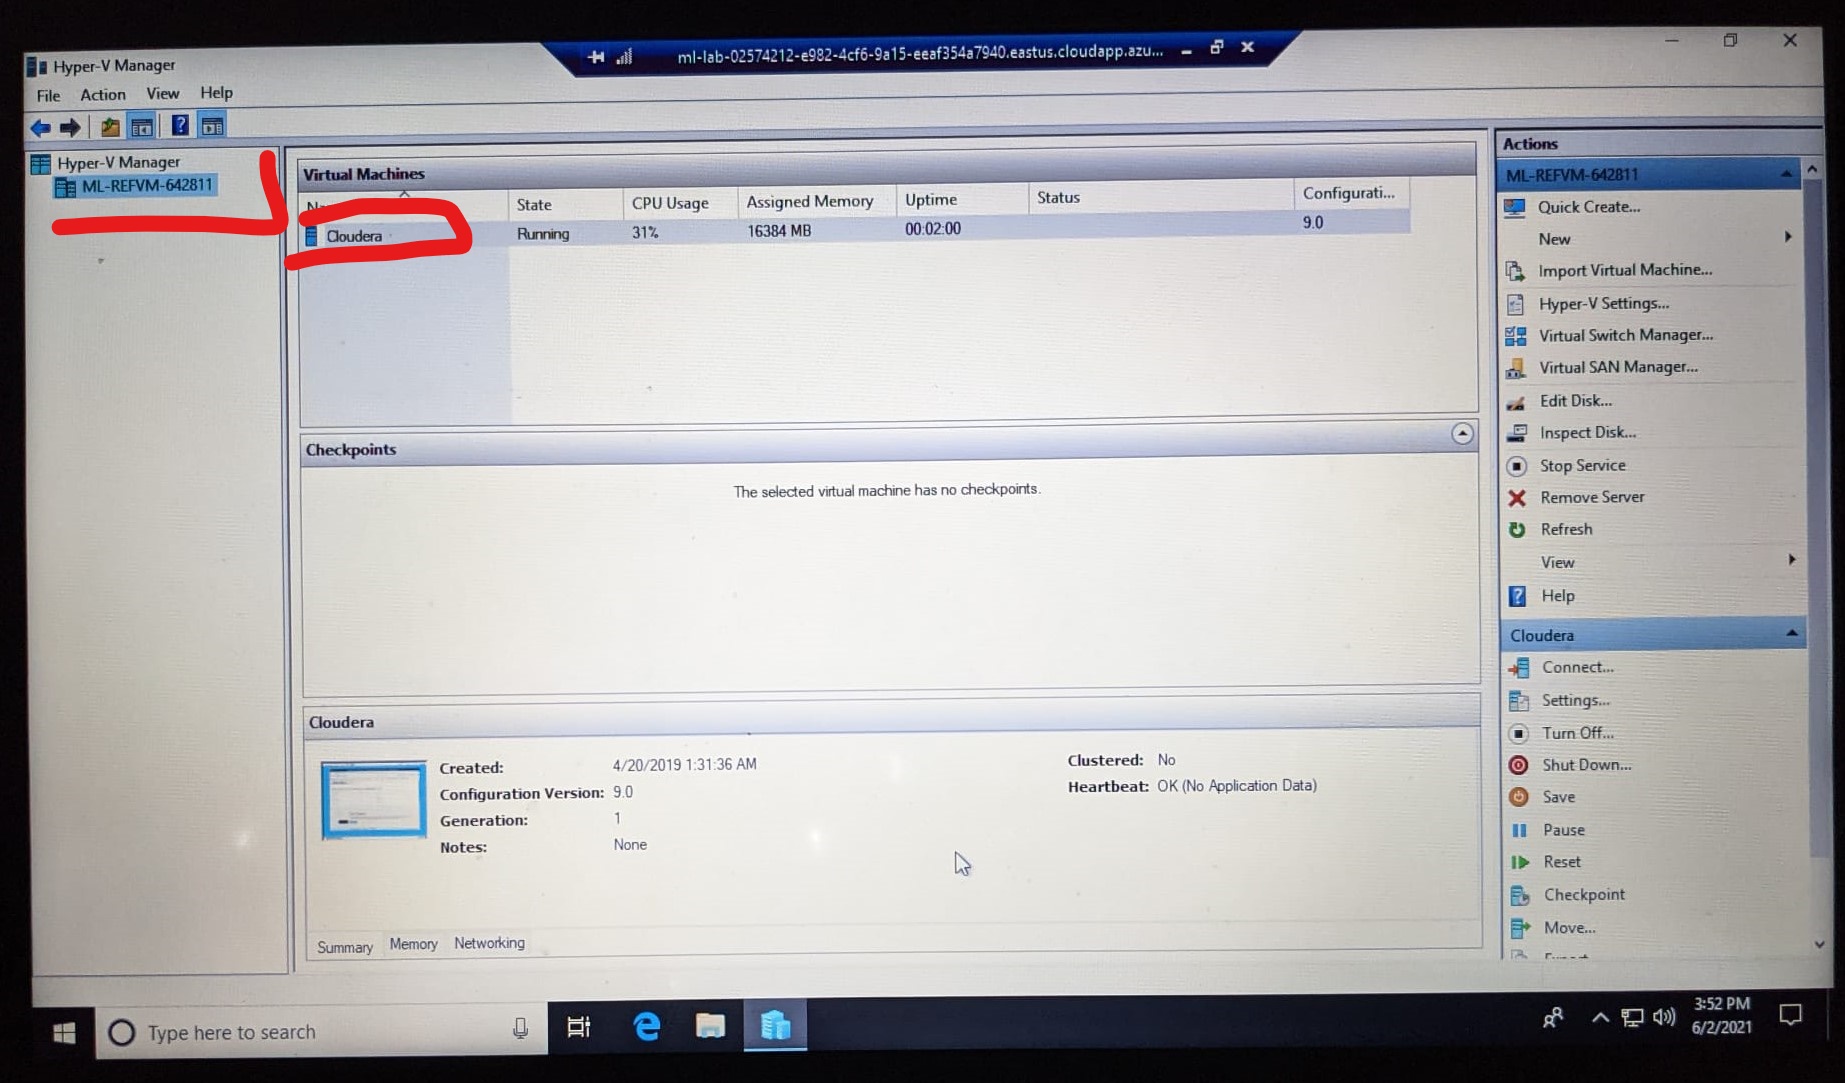 ml-lab-02574212-e982-4cf6-9a15-eeaf354a7940.eastus.cloudapp.azu...
Hyper-V Manager
File Action View Help
Hyper-V Manager
ML-REFVM-642811
Virtual Machines
State CPU Usage Assigned Memory Uptime Status Configurati...
Cloudera Running 31% 16384 MB 00:02:00 9.0
Checkpoints
The selected virtual machine has no checkpoints.
Cloudera
Created: 4/20/2019 1:31:36 AM
Configuration Version: 9.0
Generation: 1
Notes: None
Clustered: No
Heartbeat: OK (No Application Data)
Summary Memory Networking
Actions
ML-REFVM-642811
Quick Create...
New
Import Virtual Machine...
Hyper-V Settings...
Virtual Switch Manager...
Virtual SAN Manager...
Edit Disk...
Inspect Disk...
Stop Service
Remove Server
Refresh
View
Help
Cloudera
Connect...
Settings...
Turn Off...
Shut Down...
Save
Pause
Reset
Checkpoint
Move...
Type here to search
3:52 PM
6/2/2021